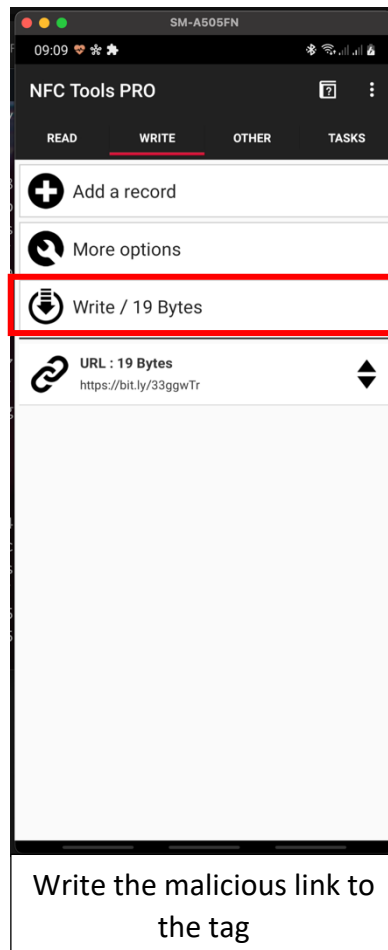 SM-A505FN
09:09
NFC Tools PRO
READ WRITE OTHER TASKS
Add a record
More options
Write / 19 Bytes
URL : 19 Bytes
https://bit.ly/33ggwTr
Write the malicious link to
the tag